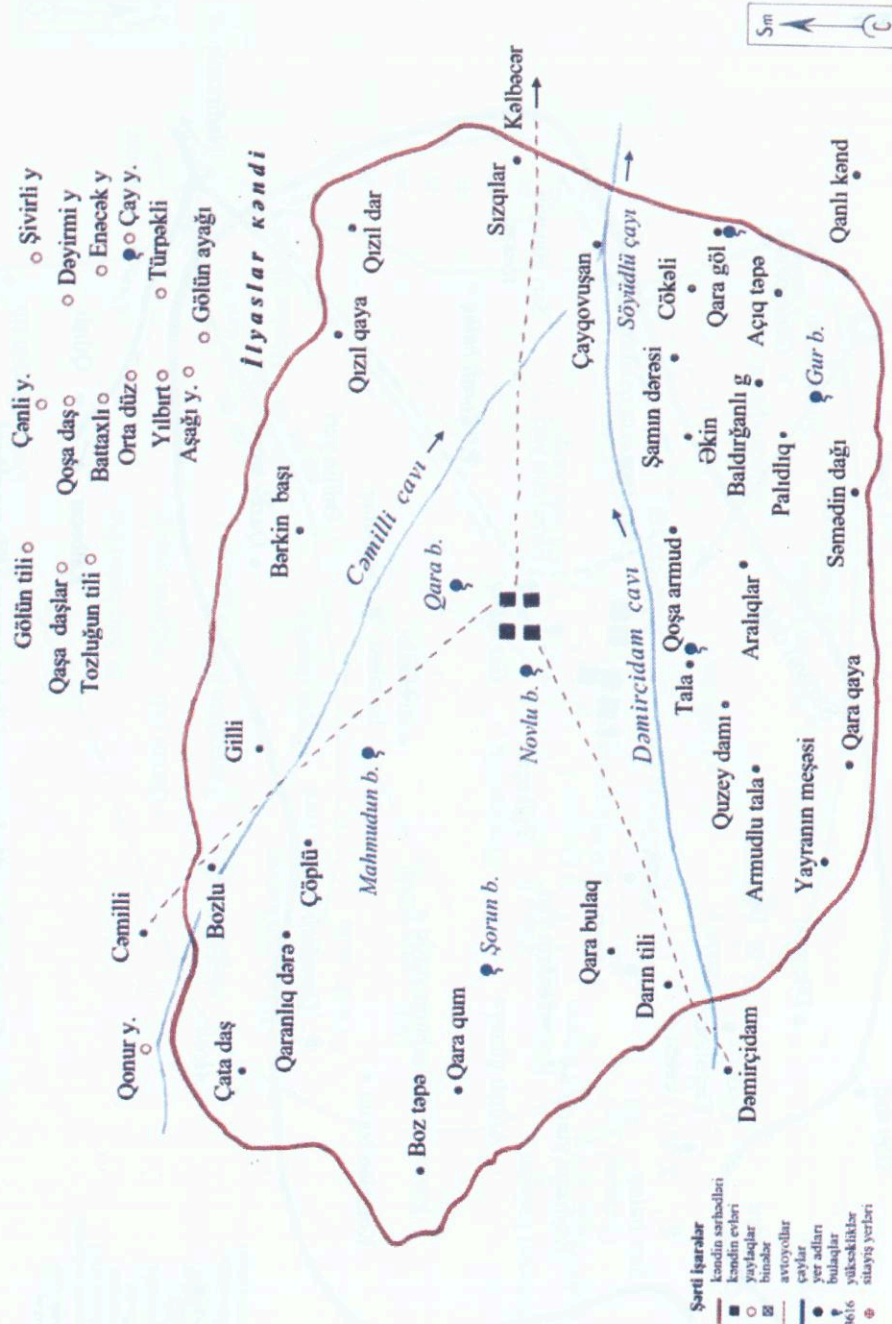 Gölün tili
Qaşa daşlar
Tozluğun tili
Çənli y.
Qoşa daş
Battaxlı
Orta düz
Yılbırt
Aşağı y.
Şivirli y
Dəyirmi y
Enəcək y
Çay y.
Türpəkli
Gölün ayağı
İlyaslar kəndi
Sm
C
Qonur y.
Cəmilli
Çata daş
Bozlu
Gilli
Qaranlıq dərə
Çöplü
Bərkin başı
Qızıl qaya
Qızıl dar
Boz təpə
Qara qum
Mahmudun b.
Cəmilli çayı
Qara b.
Şorun b.
Novlu b.
Sızqılar
Kəlbəcər
Qara bulaq
Darın tili
Dəmirçidam
Dəmirçidam çayı
Çayqovuşan
Söyüdlü çayı
Tala
Qoşa armud
Şamın dərəsi
Cökəli
Quzey damı
Aralıqlar
Əkin
Baldırğanlı g
Qara göl
Açıq təpə
Armudlu tala
Palıdlıq
Gur b.
Yayranın meşəsi
Qara qaya
Səmədin dağı
Qanlı kənd
Şərti işarələr
kəndin sərhədləri
kəndin evləri
yaylaqlar
binələr
avtoyollar
çaylar
yer adları
bulaqlar
3616 yüksəkliklər
sitayiş yerləri